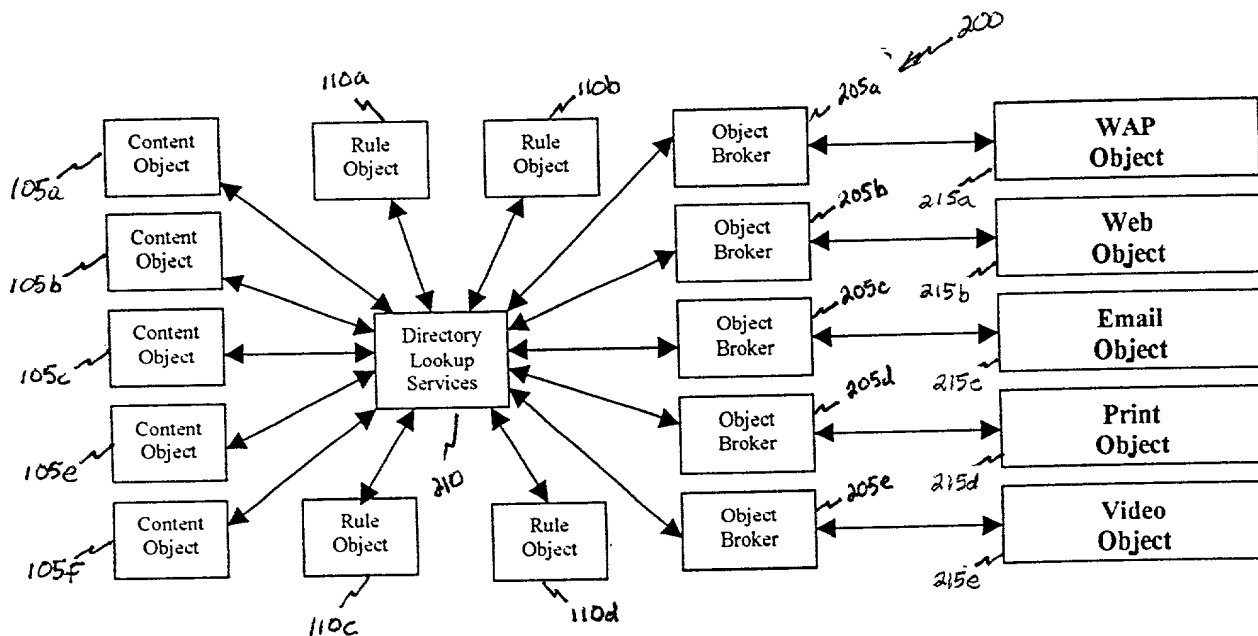 200
110a
110b
205a
Content
Object
Rule
Object
Rule
Object
Object
Broker
WAP
Object
105a
215a
Content
Object
205b
Object
Broker
Web
Object
105b
215b
Content
Object
Directory
Lookup
Services
205c
Object
Broker
Email
Object
105c
215c
Content
Object
205d
Object
Broker
Print
Object
105e
210
215d
Content
Object
Rule
Object
Rule
Object
205e
Object
Broker
Video
Object
105f
110c
110d
215e